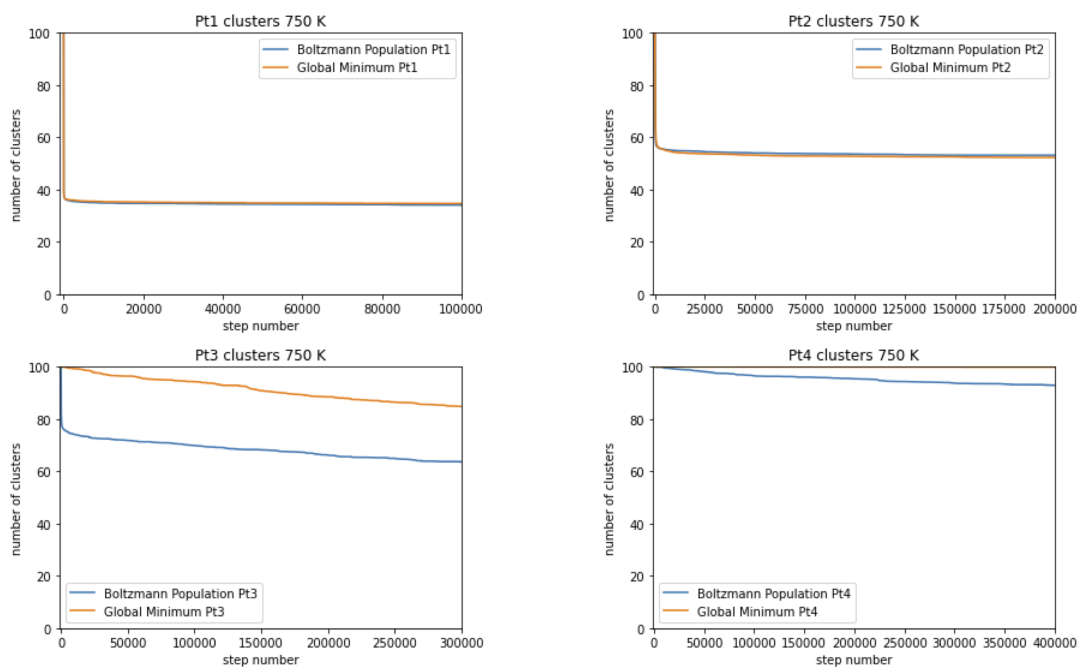 Pt1 clusters 750 K
number of clusters
100
80
60
40
20
0
Boltzmann Population Pt1
Global Minimum Pt1
0 20000 40000 60000 80000 100000
step number
Pt2 clusters 750 K
number of clusters
100
80
60
40
20
0
Boltzmann Population Pt2
Global Minimum Pt2
0 25000 50000 75000 100000 125000 150000 175000 200000
step number
Pt3 clusters 750 K
number of clusters
100
80
60
40
20
0
Boltzmann Population Pt3
Global Minimum Pt3
0 50000 100000 150000 200000 250000 300000
step number
Pt4 clusters 750 K
number of clusters
100
80
60
40
20
0
Boltzmann Population Pt4
Global Minimum Pt4
0 50000 100000 150000 200000 250000 300000 350000 400000
step number